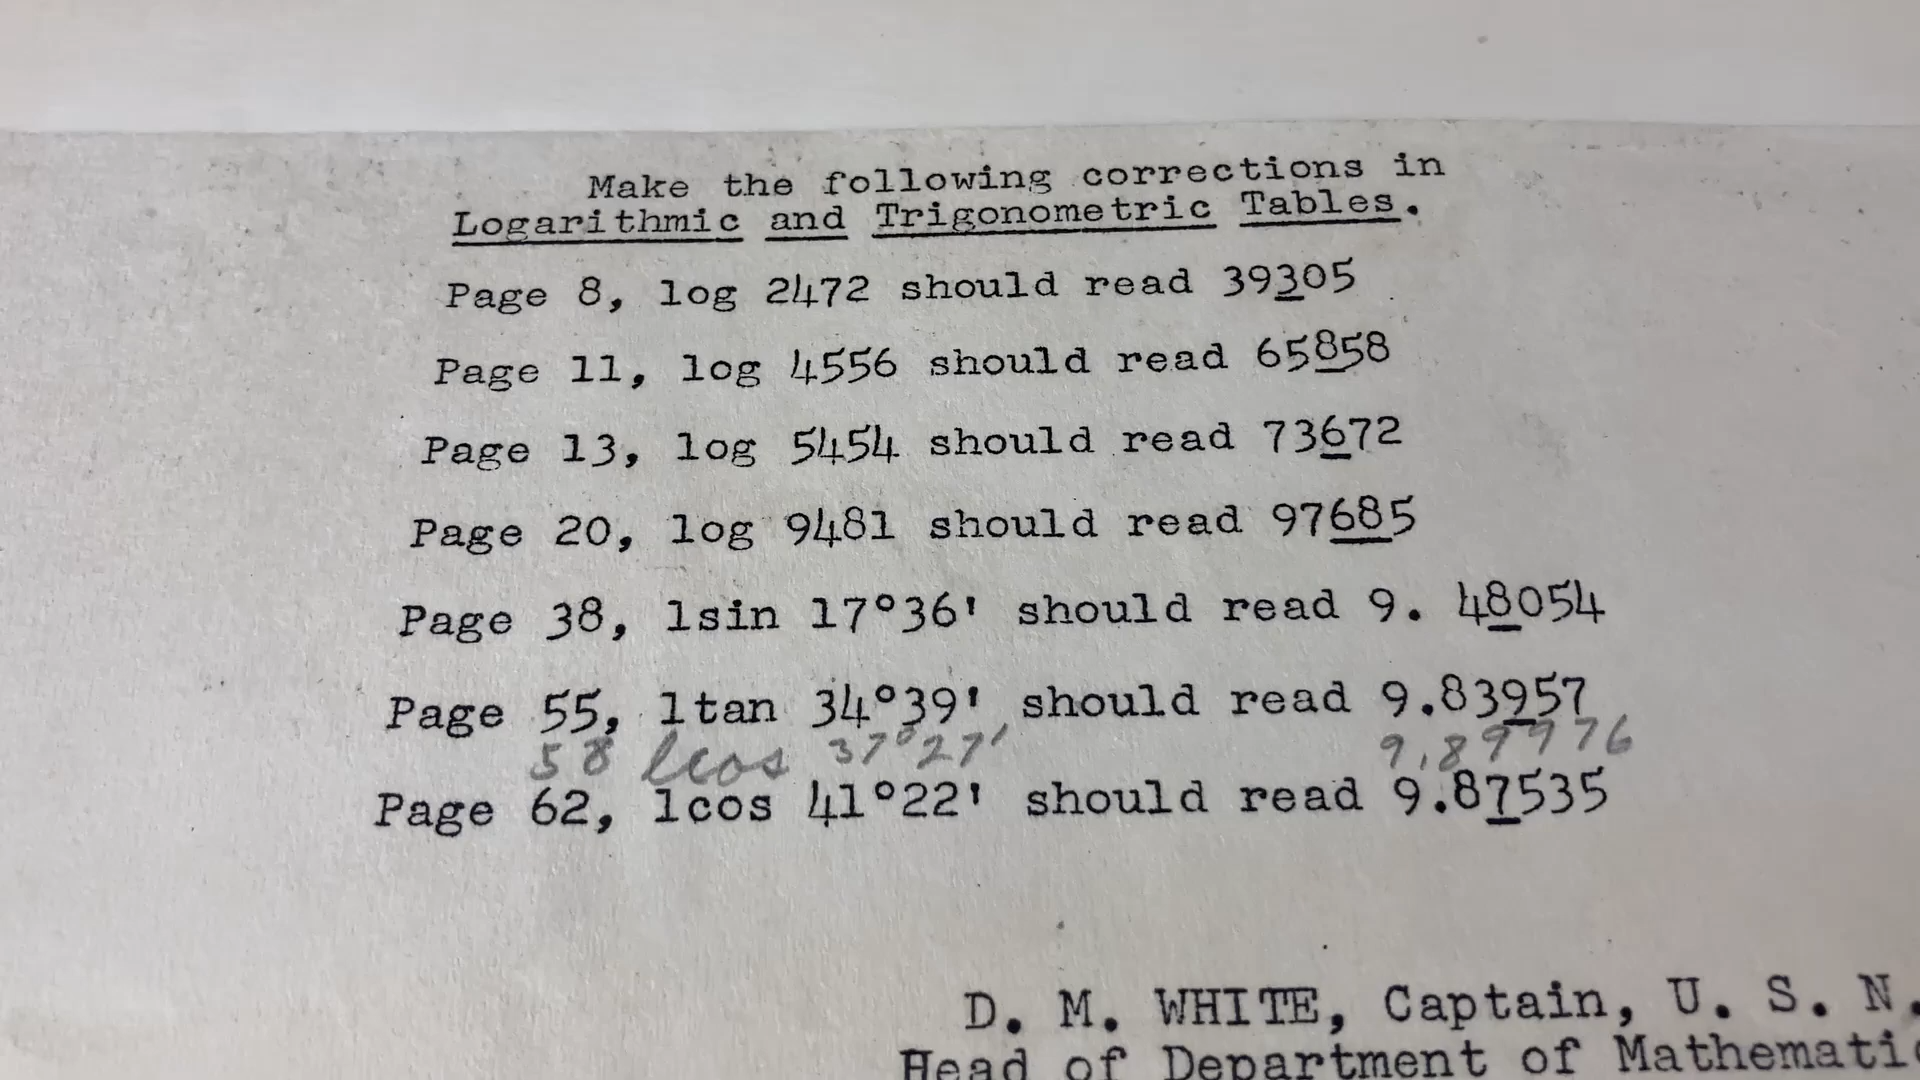 Make the following corrections in
Logarithmic and Trigonometric Tables.
Page 8, log 2472 should read 39305
Page 11, log 4556 should read 65858
Page 13, log 5454 should read 73672
Page 20, log 9481 should read 97685
Page 38, lsin 17°36' should read 9. 48054
Page 55, ltan 34°39' should read 9.83957
58 lcos 37°27' 9.89976
Page 62, lcos 41°22' should read 9.87535
D. M. WHITE, Captain, U. S. N.
Head of Department of Mathematic